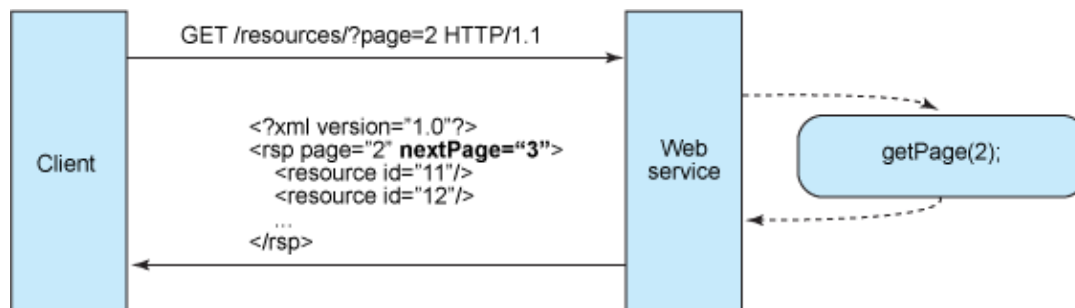 GET /resources/?page=2 HTTP/1.1
<?xml version=”1.0”?>
<rsp page=”2” nextPage=“3”>
<resource id=”11”/>
<resource id=”12”/>
...
</rsp>
Client
Web
service
getPage(2);